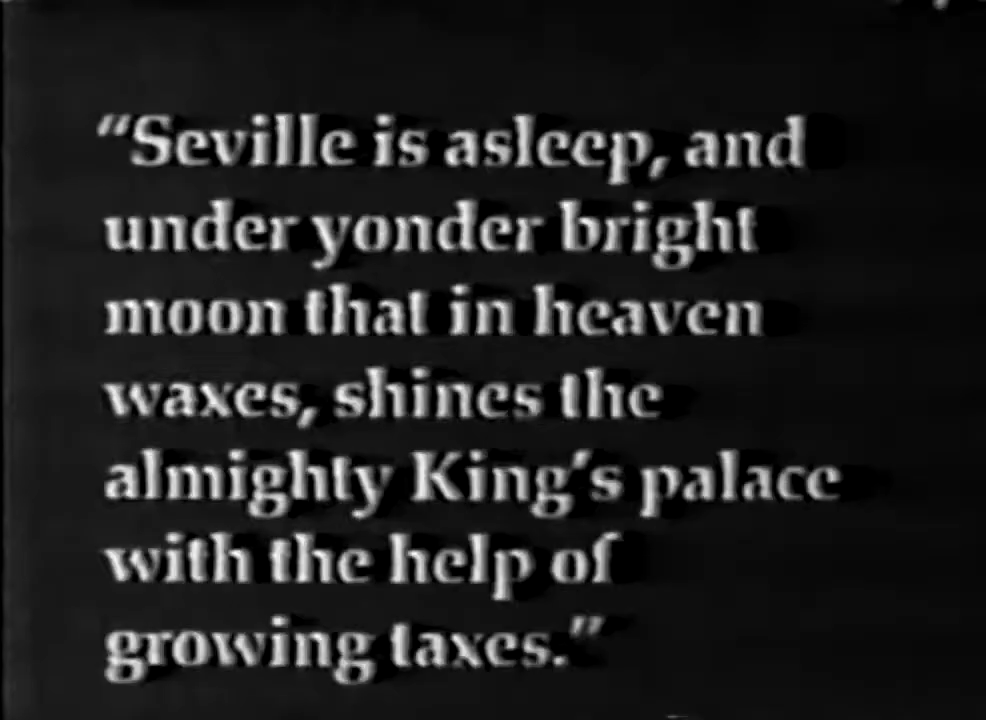 “Seville is asleep, and
under yonder bright
moon that in heaven
waxes, shines the
almighty King's palace
with the help of
growing taxes.”